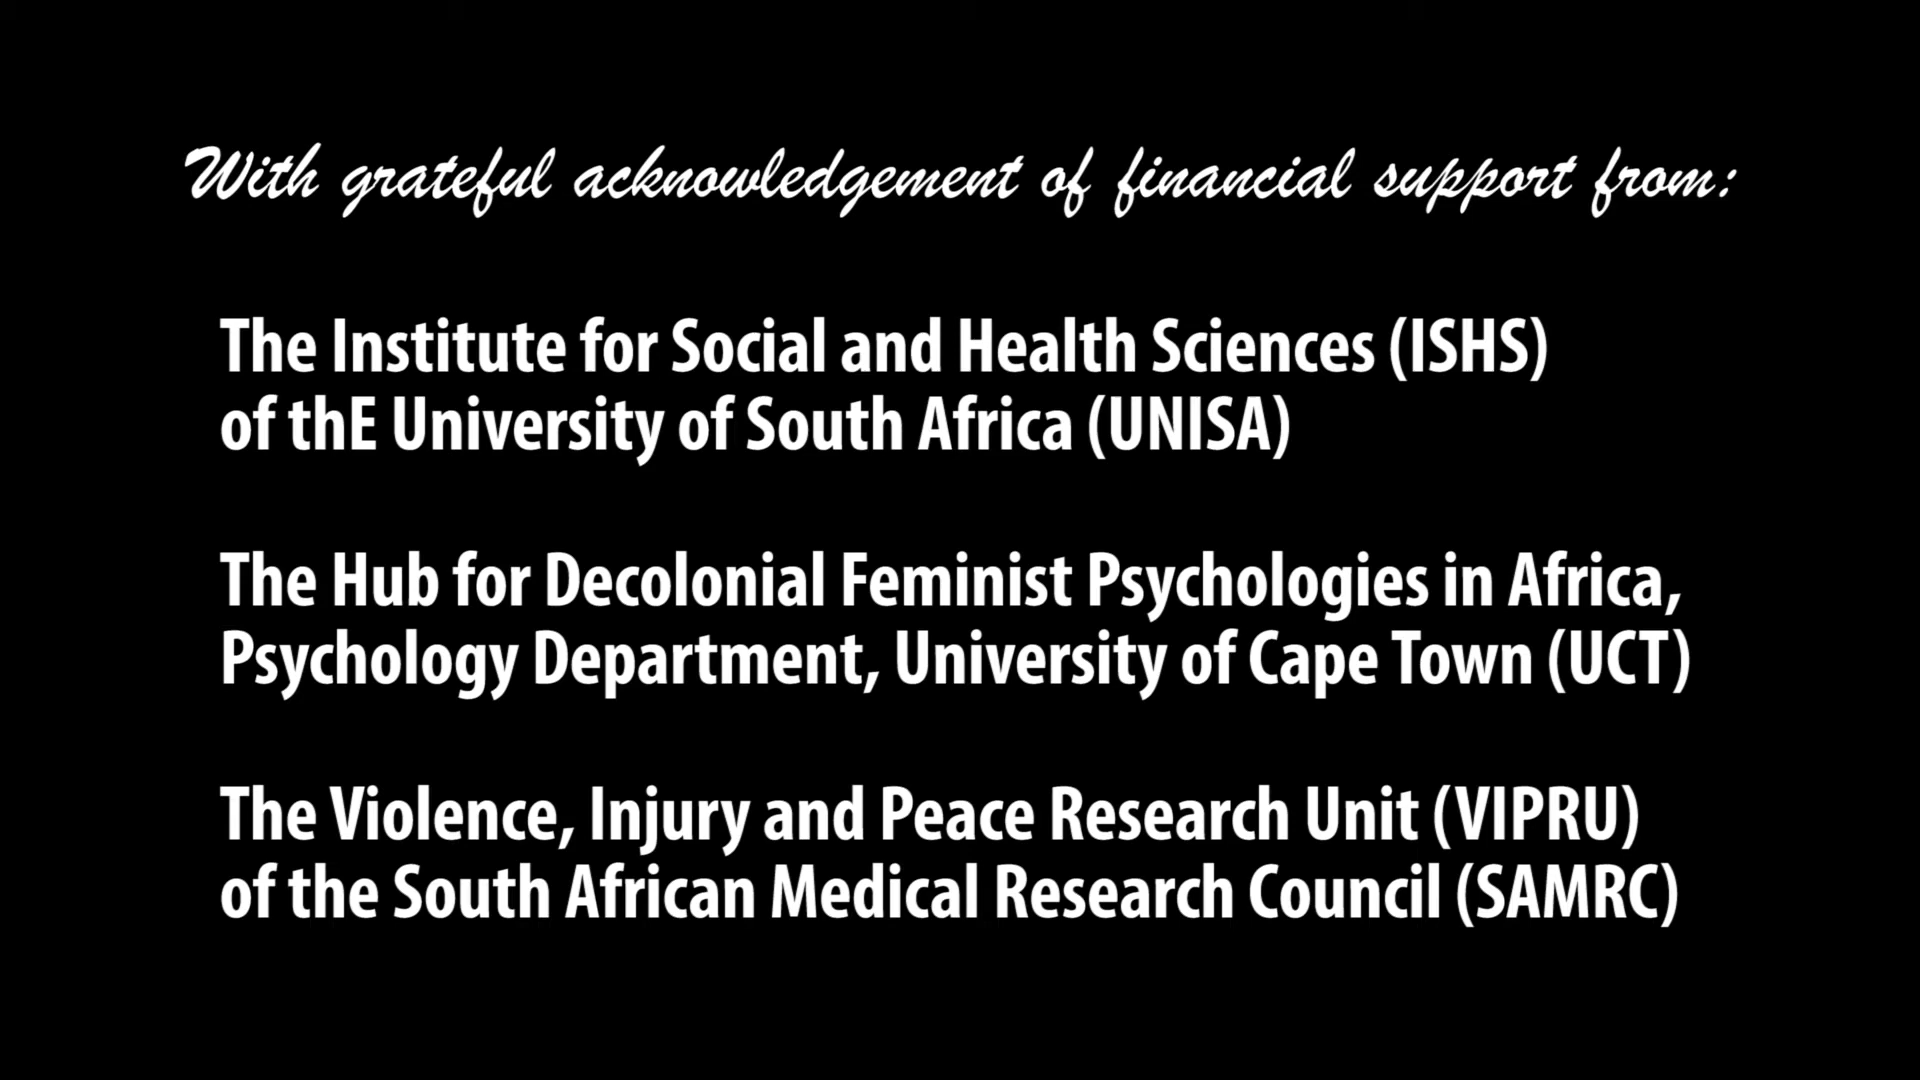 With grateful acknowledgement of financial support from:
The Institute for Social and Health Sciences (ISHS)
of thE University of South Africa (UNISA)
The Hub for Decolonial Feminist Psychologies in Africa,
Psychology Department, University of Cape Town (UCT)
The Violence, Injury and Peace Research Unit (VIPRU)
of the South African Medical Research Council (SAMRC)